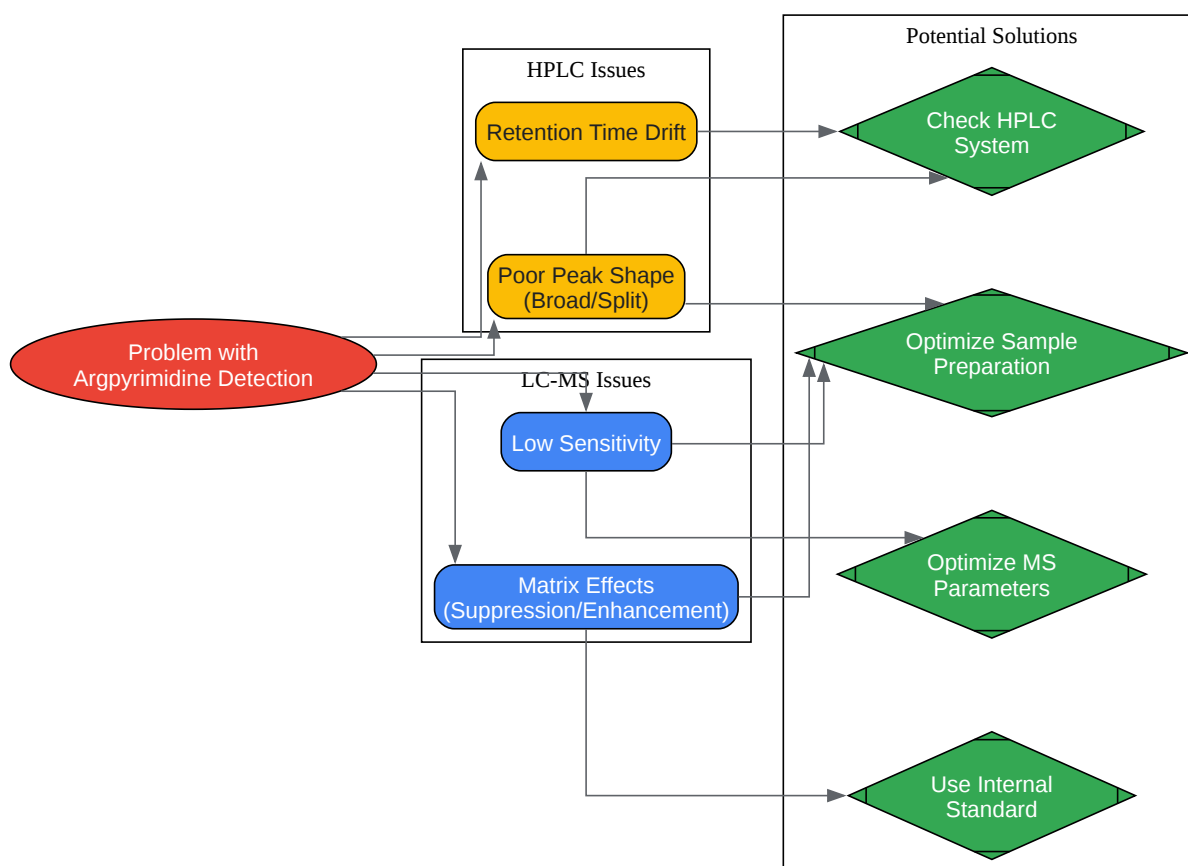 Potential Solutions
HPLC Issues
Retention Time Drift
Check HPLC
System
Poor Peak Shape
(Broad/Split)
Problem with
Argpyrimidine Detection
Optimize Sample
Preparation
LC-MS Issues
Low Sensitivity
Optimize MS
Parameters
Matrix Effects
(Suppression/Enhancement)
Use Internal
Standard